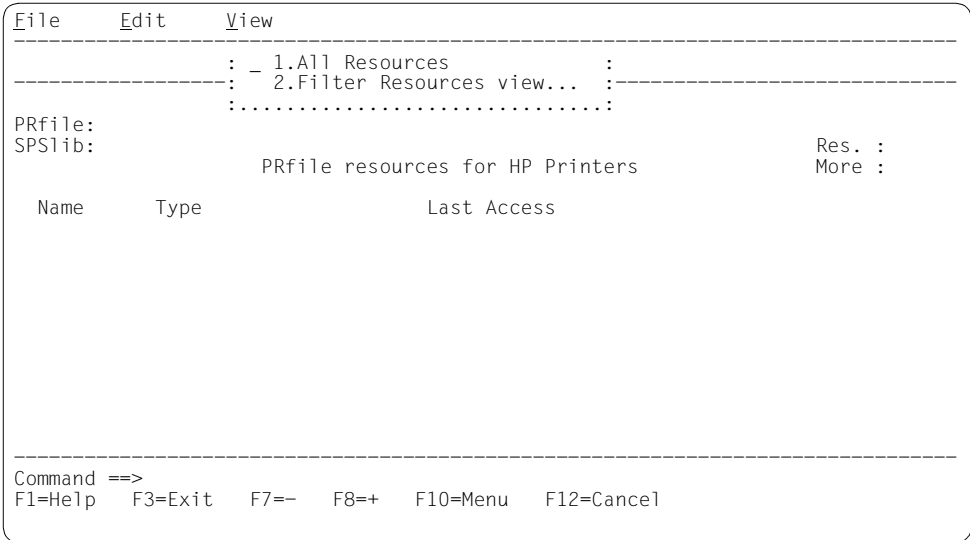 File     Edit     View
--------------------------------------------------------------------------------
                  : _ 1.All Resources             :
------------------:   2.Filter Resources view...  :-----------------------------
                  :...............................:
PRfile:
SPSlib:                                                             Res. :
                     PRfile resources for HP Printers               More :
  Name      Type                   Last Access
--------------------------------------------------------------------------------
Command ==>
F1=Help   F3=Exit   F7=-   F8=+   F10=Menu   F12=Cancel